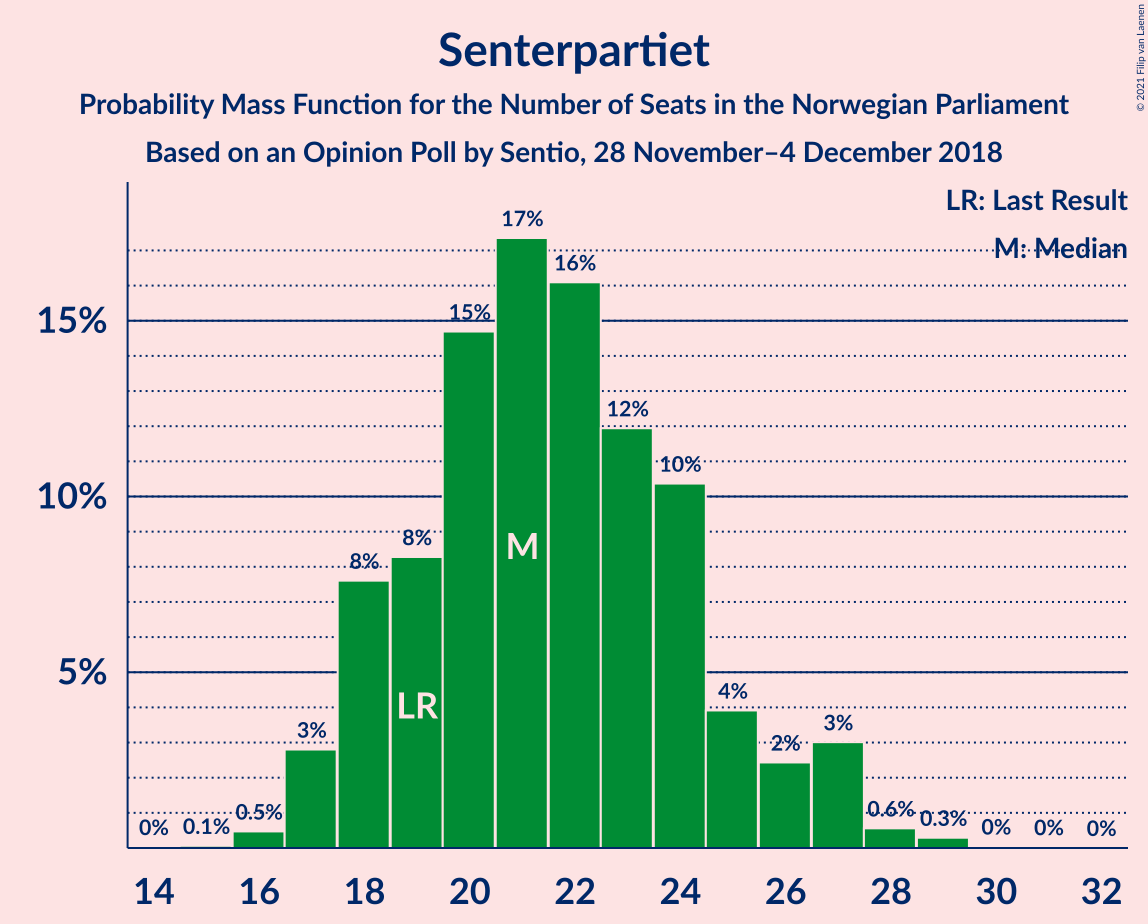 Senterpartiet
Probability Mass Function for the Number of Seats in the Norwegian Parliament
Based on an Opinion Poll by Sentio, 28 November–4 December 2018
© 2021 Filip van Laenen
LR: Last Result
M: Median
15%
10%
5%
0%
0.1%
0.5%
3%
8%
8%
15%
17%
16%
12%
10%
4%
2%
3%
0.6%
0.3%
0%
0%
0%
LR
M
14 16 18 20 22 24 26 28 30 32